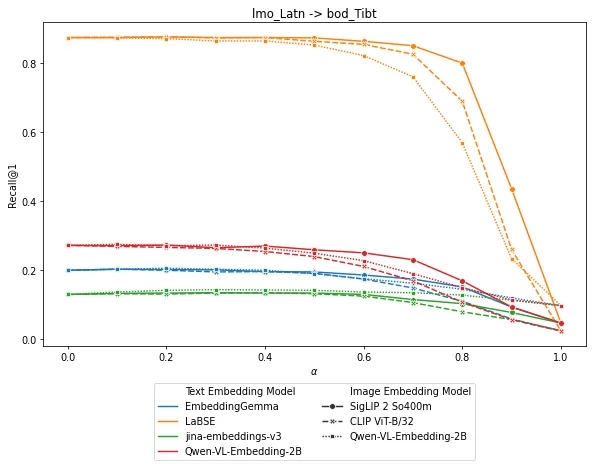 lmo_Latn -> bod_Tibt
Recall@1
0.8
0.6
0.4
0.2
0.0
0.0 0.2 0.4 0.6 0.8 1.0
α
Text Embedding Model
EmbeddingGemma
LaBSE
jina-embeddings-v3
Qwen-VL-Embedding-2B
Image Embedding Model
SigLIP 2 So400m
CLIP ViT-B/32
Qwen-VL-Embedding-2B